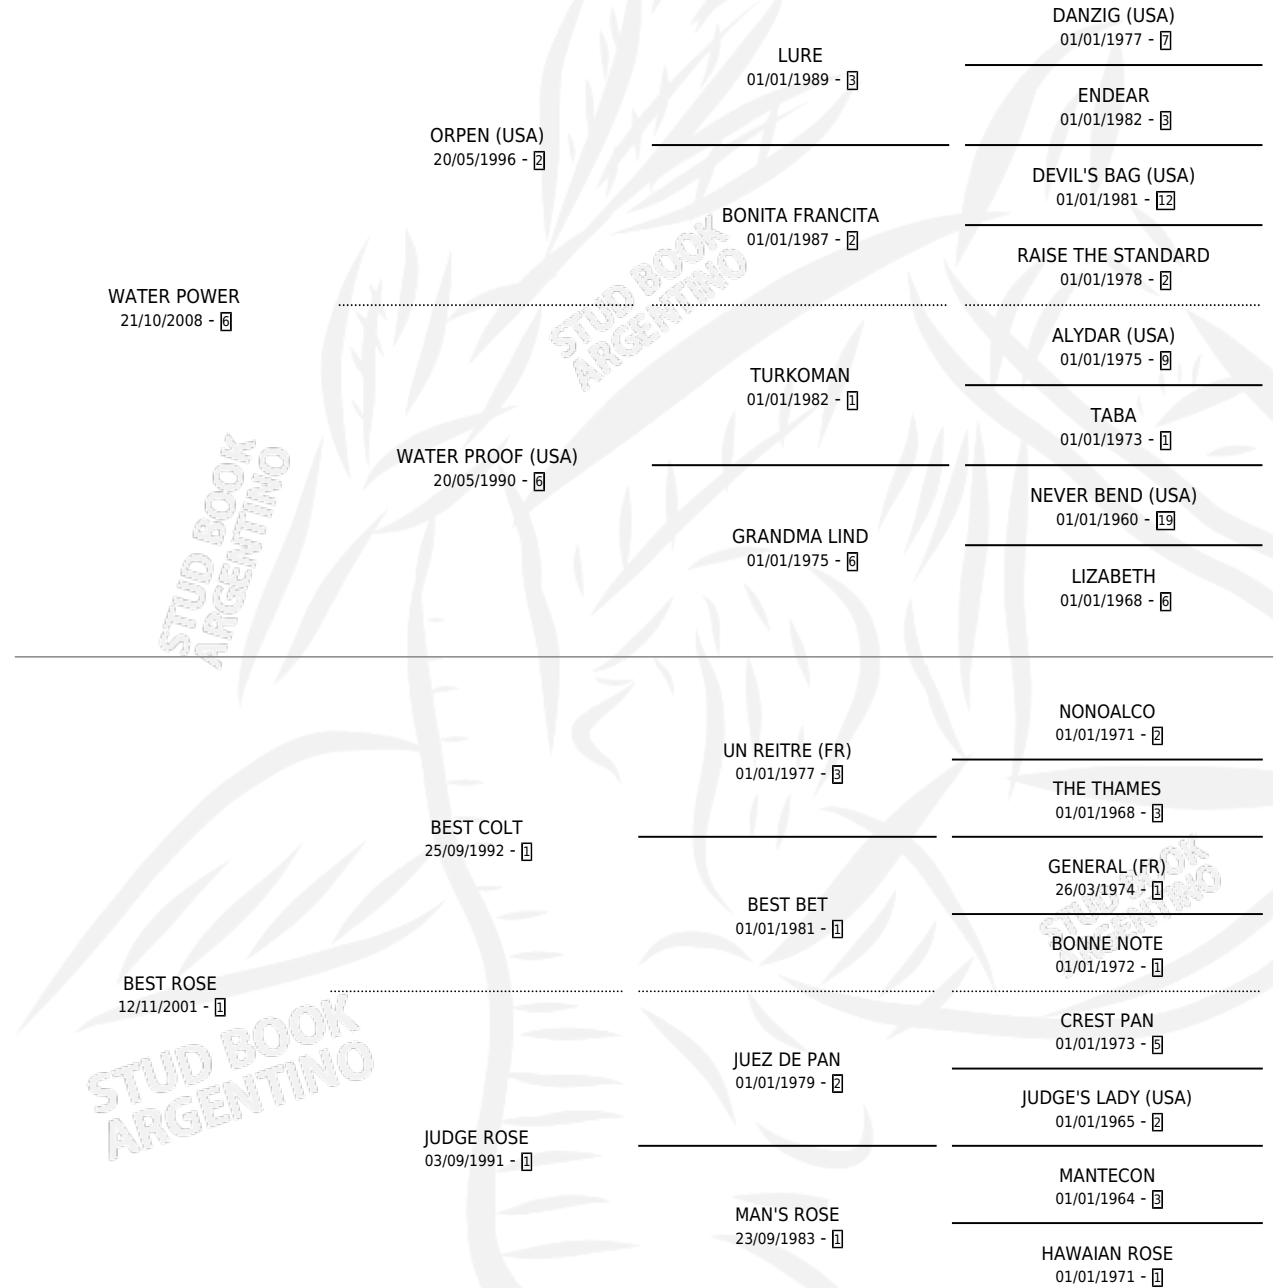 DANZIG (USA)
01/01/1977 - 7
LURE
01/01/1989 - 3
ENDEAR
01/01/1982 - 3
ORPEN (USA)
20/05/1996 - 2
DEVIL'S BAG (USA)
01/01/1981 - 12
BONITA FRANCITA
01/01/1987 - 2
RAISE THE STANDARD
01/01/1978 - 2
WATER POWER
21/10/2008 - 6
STUD BOOK
ARGENTINO
ALYDAR (USA)
01/01/1975 - 9
TURKOMAN
01/01/1982 - 1
TABA
01/01/1973 - 1
WATER PROOF (USA)
20/05/1990 - 6
NEVER BEND (USA)
01/01/1960 - 19
GRANDMA LIND
01/01/1975 - 6
LIZABETH
01/01/1968 - 6
STUD BOOK
ARGENTINO
NONOALCO
01/01/1971 - 2
UN REITRE (FR)
01/01/1977 - 3
THE THAMES
01/01/1968 - 3
BEST COLT
25/09/1992 - 1
GENERAL (FR)
26/03/1974 - 1
BEST BET
01/01/1981 - 1
BONNE NOTE
01/01/1972 - 1
STUD BOOK
ARGENTINO
BEST ROSE
12/11/2001 - 1
CREST PAN
01/01/1973 - 5
JUEZ DE PAN
01/01/1979 - 2
JUDGE'S LADY (USA)
01/01/1965 - 2
STUD BOOK
ARGENTINO
JUDGE ROSE
03/09/1991 - 1
MANTECON
01/01/1964 - 3
MAN'S ROSE
23/09/1983 - 1
HAWAIAN ROSE
01/01/1971 - 1